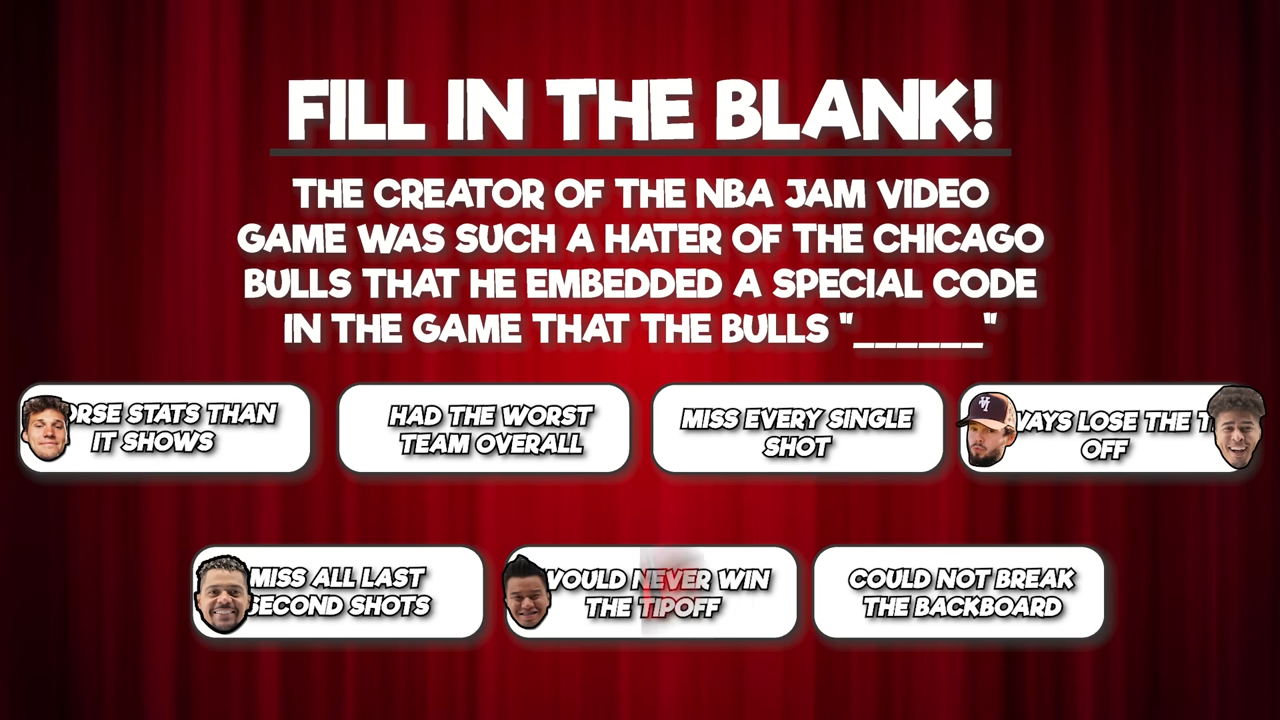 FILL IN THE BLANK!
THE CREATOR OF THE NBA JAM VIDEO
GAME WAS SUCH A HATER OF THE CHICAGO
BULLS THAT HE EMBEDDED A SPECIAL CODE
IN THE GAME THAT THE BULLS "______"
STATS THAN
IT SHOWS
HAD THE WORST
TEAM OVERALL
MISS EVERY SINGLE
SHOT
LOSE THE
OFF
MISS ALL LAST
SECOND SHOTS
WOULD NEVER WIN
THE TIPOFF
COULD NOT BREAK
THE BACKBOARD